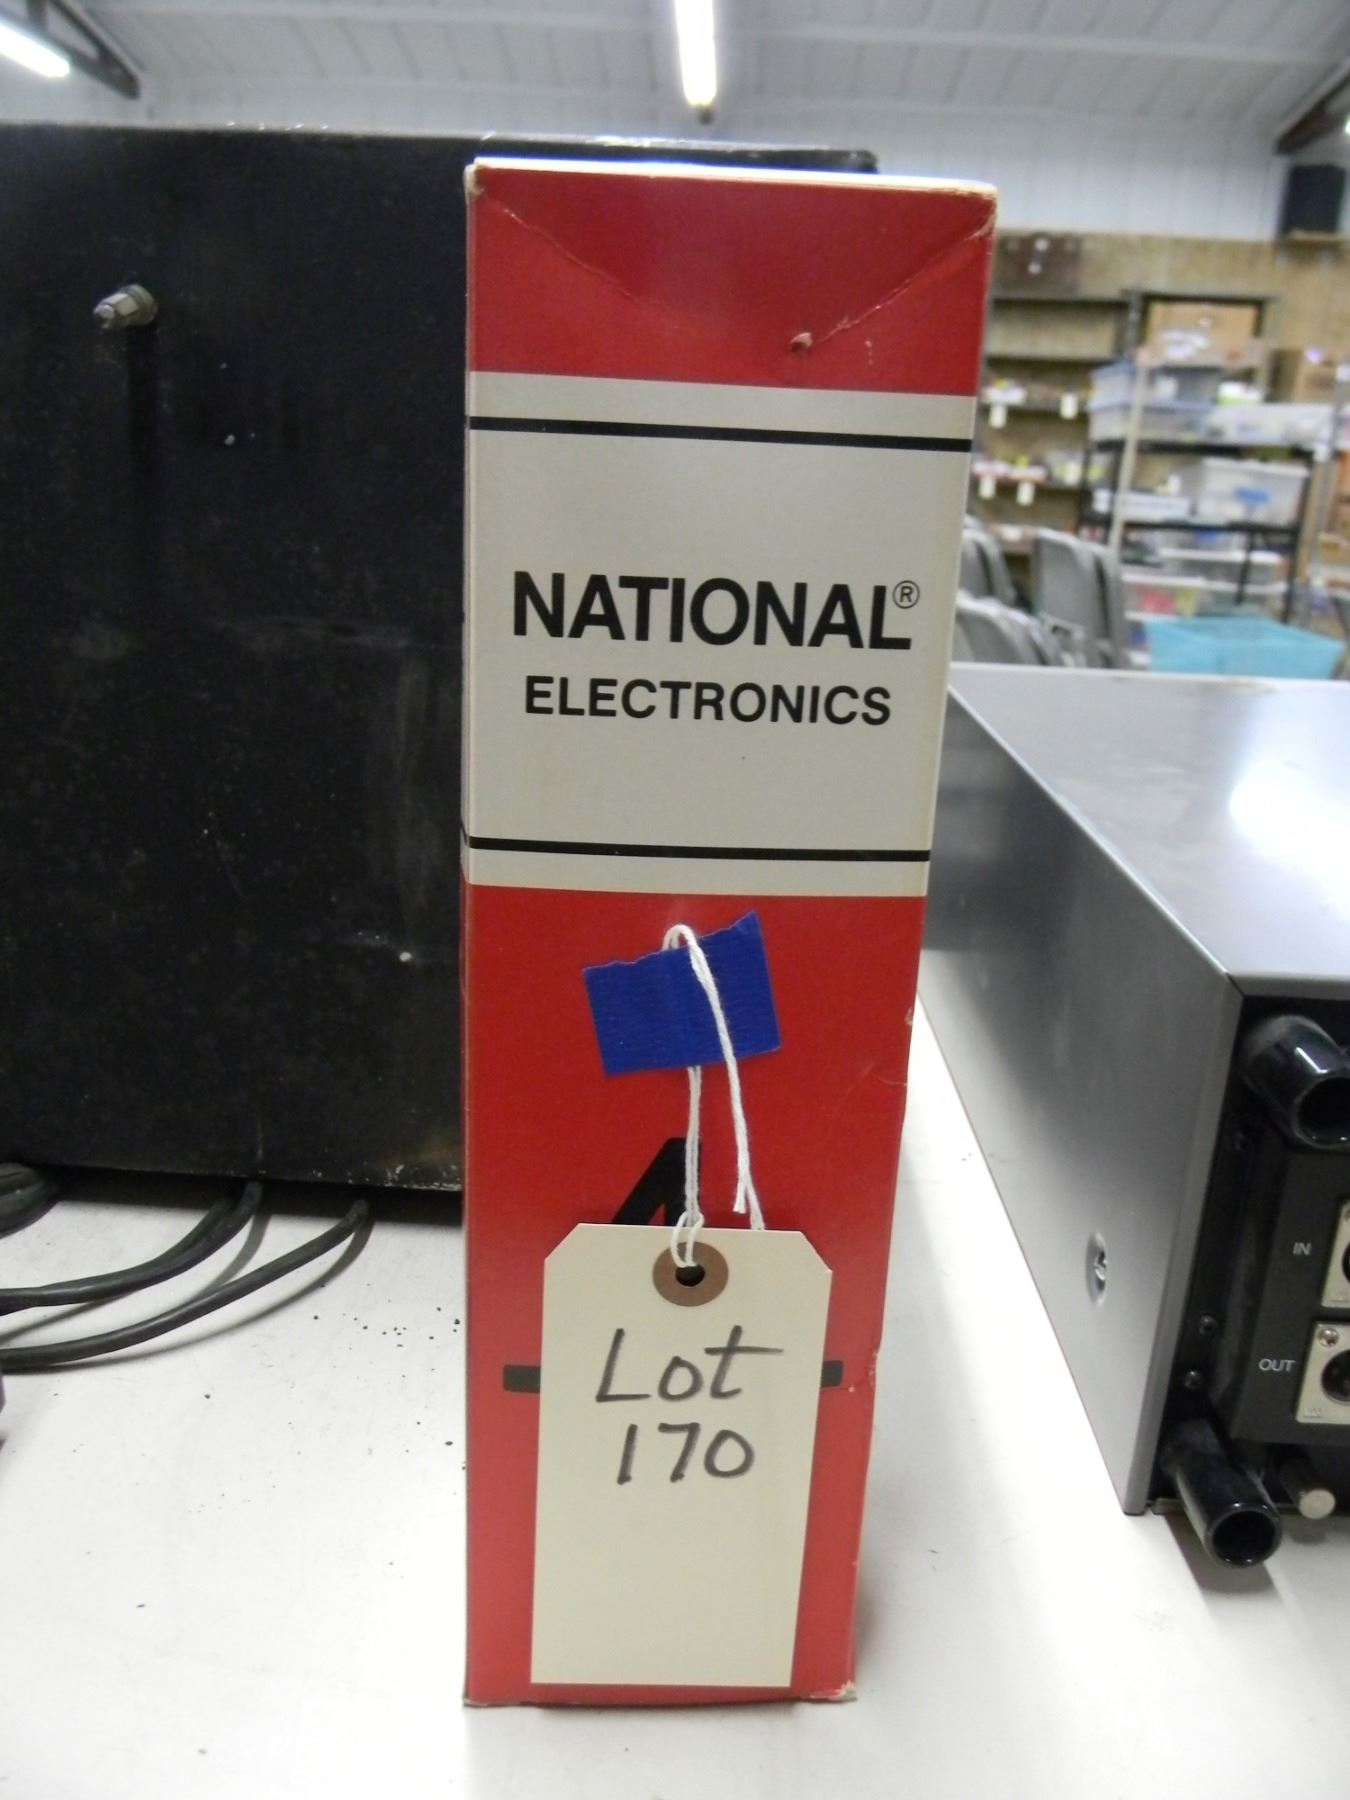 NATIONAL®
ELECTRONICS
Lot
170
IN
OUT